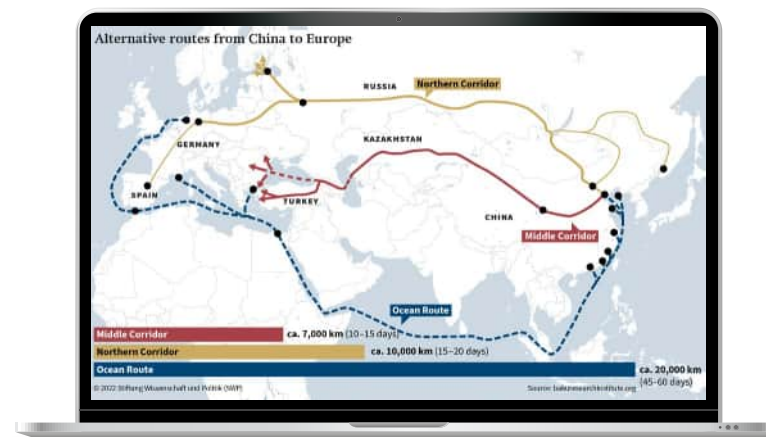 Alternative routes from China to Europe
RUSSIA
Northern Corridor
KAZAKHSTAN
GERMANY
SPAIN
TURKEY
CHINA
Middle Corridor
Ocean Route
Middle Corridor
ca. 7,000 km (10–15 days)
Northern Corridor
ca. 10,000 km (15–20 days)
Ocean Route
ca. 20,000 km
(45–60 days)
© 2022 Stiftung Wissenschaft und Politik (SWP)
Source: bakuresearchinstitute.org